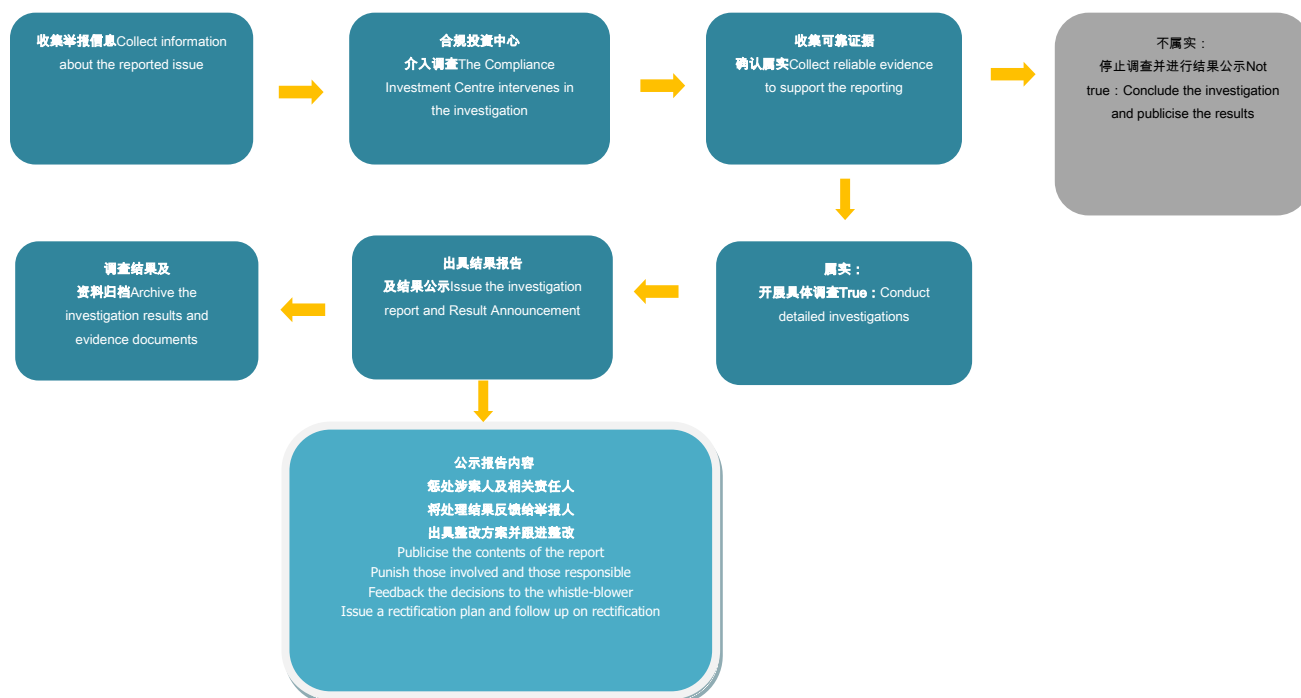 收集举报信息Collect information
about the reported issue
合规投资中心
介入调查The Compliance
Investment Centre intervenes in
the investigation
收集可靠证据
确认属实Collect reliable evidence
to support the reporting
不属实：
停止调查并进行结果公示Not
true：Conclude the investigation
and publicise the results
调查结果及
资料归档Archive the
investigation results and
evidence documents
出具结果报告
及结果公示Issue the investigation
report and Result Announcement
属实：
开展具体调查True：Conduct
detailed investigations
公示报告内容
惩处涉案人及相关责任人
将处理结果反馈给举报人
出具整改方案并跟进整改
Publicise the contents of the report
Punish those involved and those responsible
Feedback the decisions to the whistle-blower
Issue a rectification plan and follow up on rectification